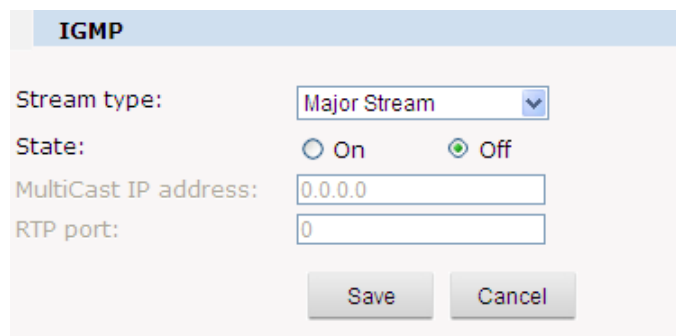 IGMP
Stream type: Major Stream
State: On Off
MultiCast IP address: 0.0.0.0
RTP port: 0
Save Cancel